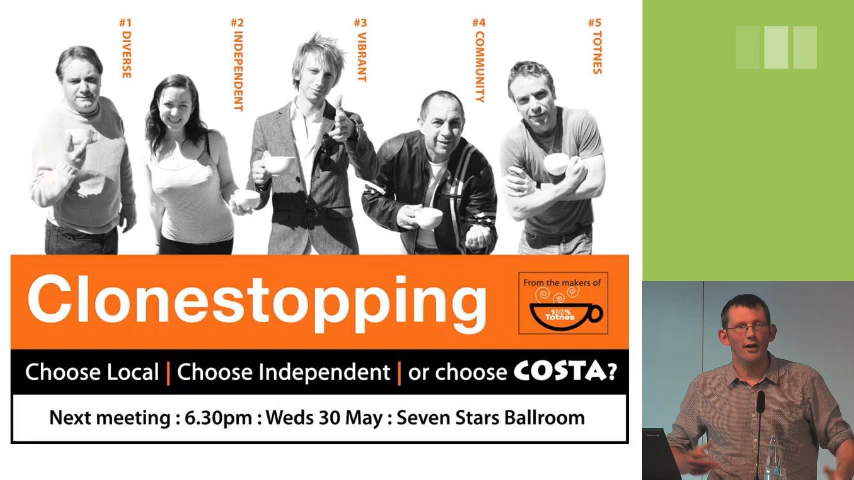 #1 DIVERSE
#2 INDEPENDENT
#3 VIBRANT
#4 COMMUNITY
#5 TOTNES
Clonestopping
From the makers of
Totnes
Choose Local | Choose Independent | or choose COSTA?
Next meeting : 6.30pm : Weds 30 May : Seven Stars Ballroom